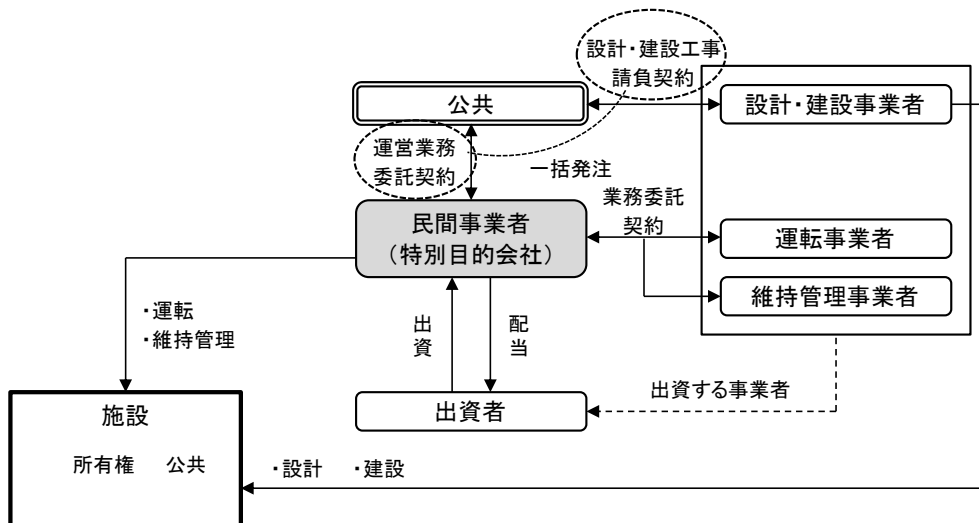 設計・建設工事
請負契約
公共
設計・建設事業者
運営業務
委託契約
一括発注
業務委託
契約
民間事業者
（特別目的会社）
運転事業者
維持管理事業者
・運転
・維持管理
出資
配当
出資する事業者
出資者
施設
所有権　公共
・設計　・建設